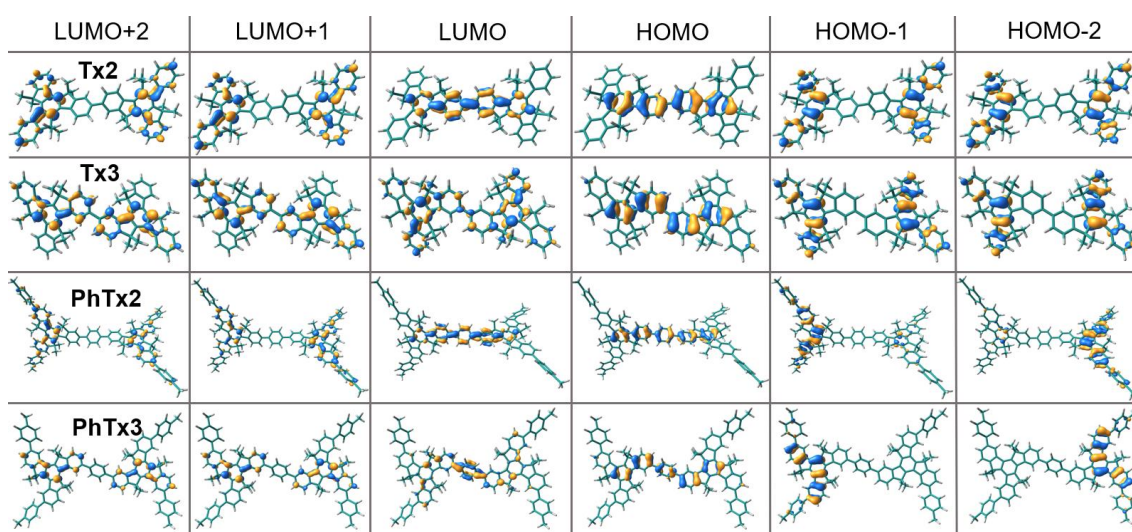 LUMO+2 LUMO+1 LUMO HOMO HOMO-1 HOMO-2
Tx2
Tx3
PhTx2
PhTx3